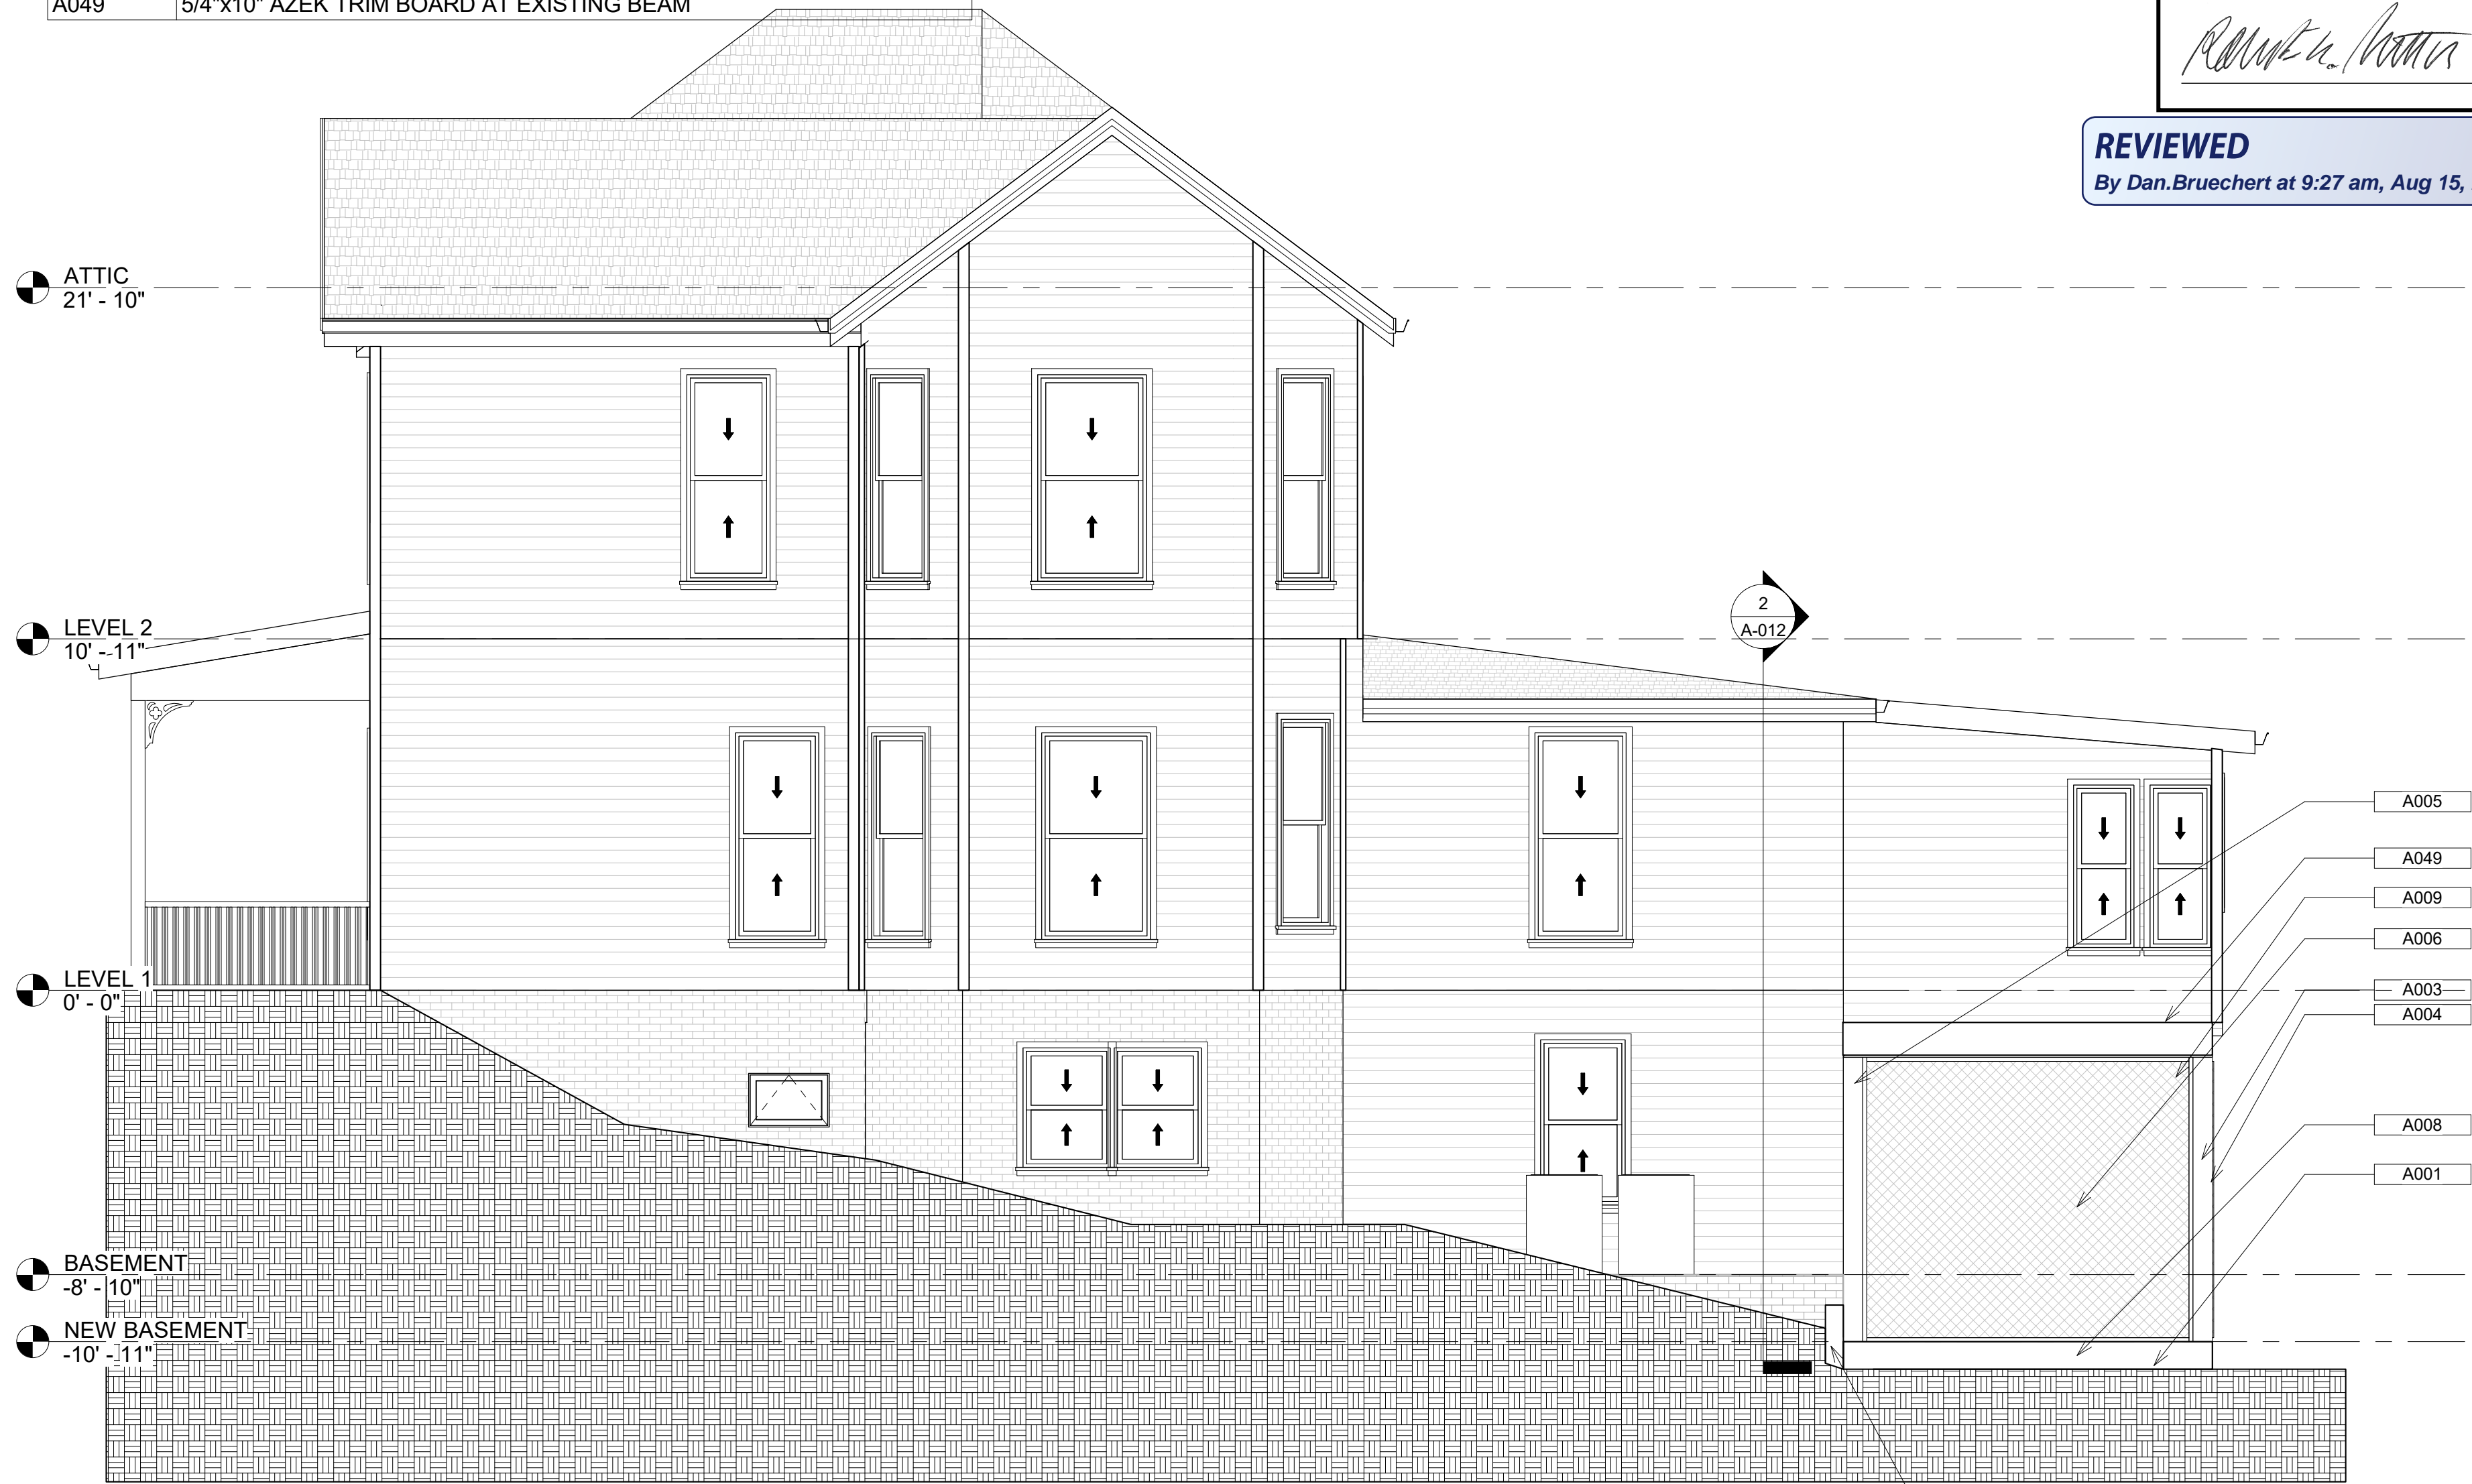 A049 5/4"x10" AZEK TRIM BOARD AT EXISTING BEAM
REVIEWED
By Dan.Bruechert at 9:27 am, Aug 15,
ATTIC
21' - 10"
LEVEL 2
10' - 11"
2
A-012
A005
A049
A009
A006
LEVEL 1
0' - 0"
A003
A004
A008
A001
BASEMENT
-8' - 10"
NEW BASEMENT
-10' - 11"